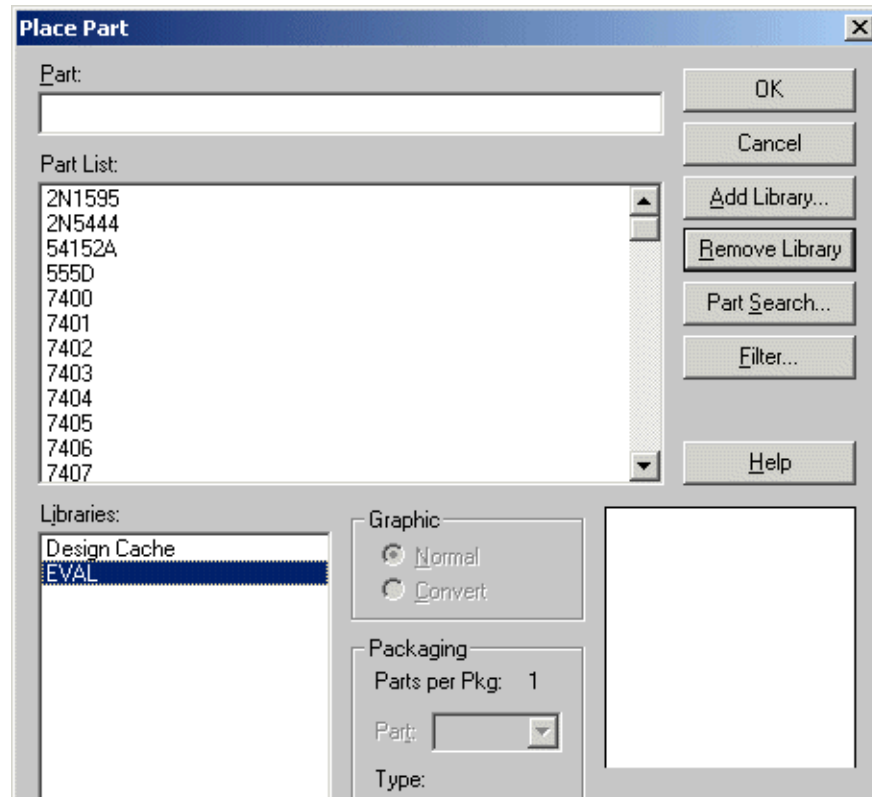 Place Part
Part:
OK
Cancel
Part List:
2N1595
2N5444
54152A
555D
7400
7401
7402
7403
7404
7405
7406
7407
Add Library...
Remove Library
Part Search...
Filter...
Help
Libraries:
Design Cache
EVAL
Graphic
Normal
Convert
Packaging
Parts per Pkg: 1
Part:
Type: